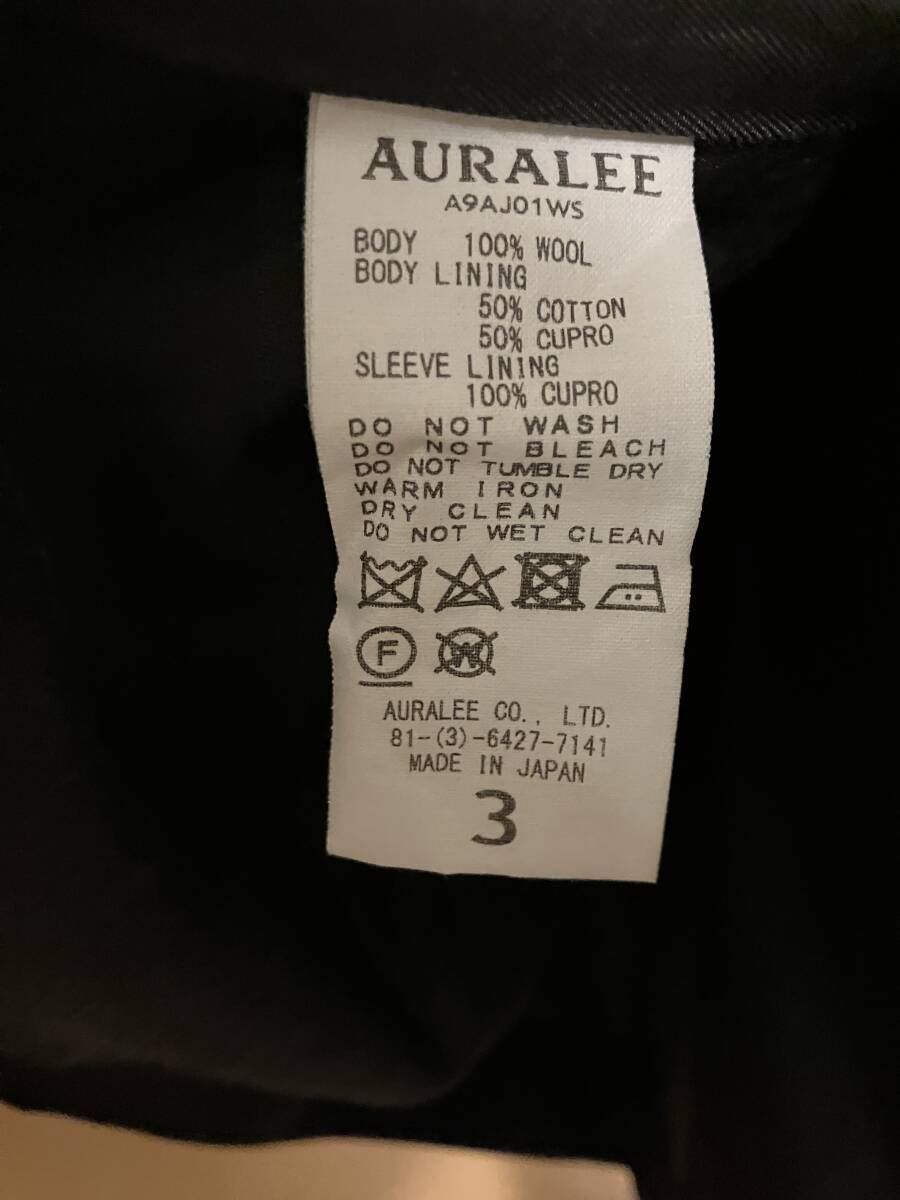 AURALEE
A9AJ01WS
BODY 100% WOOL
BODY LINING
50% COTTON
50% CUPRO
SLEEVE LINING
100% CUPRO
DO NOT WASH
DO NOT BLEACH
DO NOT TUMBLE DRY
WARM IRON
DRY CLEAN
DO NOT WET CLEAN
F W
AURALEE CO., LTD.
81-(3)-6427-7141
MADE IN JAPAN
3